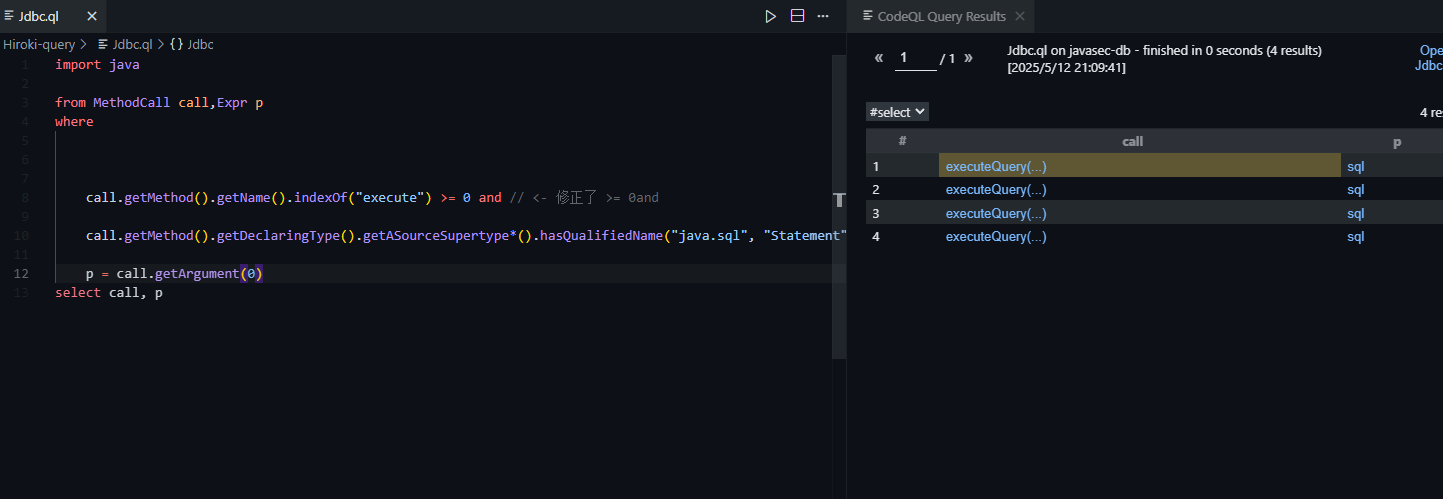 Jdbc.ql
Hiroki-query > Jdbc.ql > {} Jdbc
1 import java
2
3 from MethodCall call,Expr p
4 where
5
6
7
8 call.getMethod().getName().indexOf("execute") >= 0 and // <- 修正了 >= 0and
9
10 call.getMethod().getDeclaringType().getASourceSupertype*().hasQualifiedName("java.sql", "Statement"
11
12 p = call.getArgument(0)
13 select call, p
CodeQL Query Results
« 1 / 1 »
Jdbc.ql on javasec-db - finished in 0 seconds (4 results)
[2025/5/12 21:09:41]
Ope
Jdbc
#select
4 res
# call p
1 executeQuery(...) sql
2 executeQuery(...) sql
3 executeQuery(...) sql
4 executeQuery(...) sql